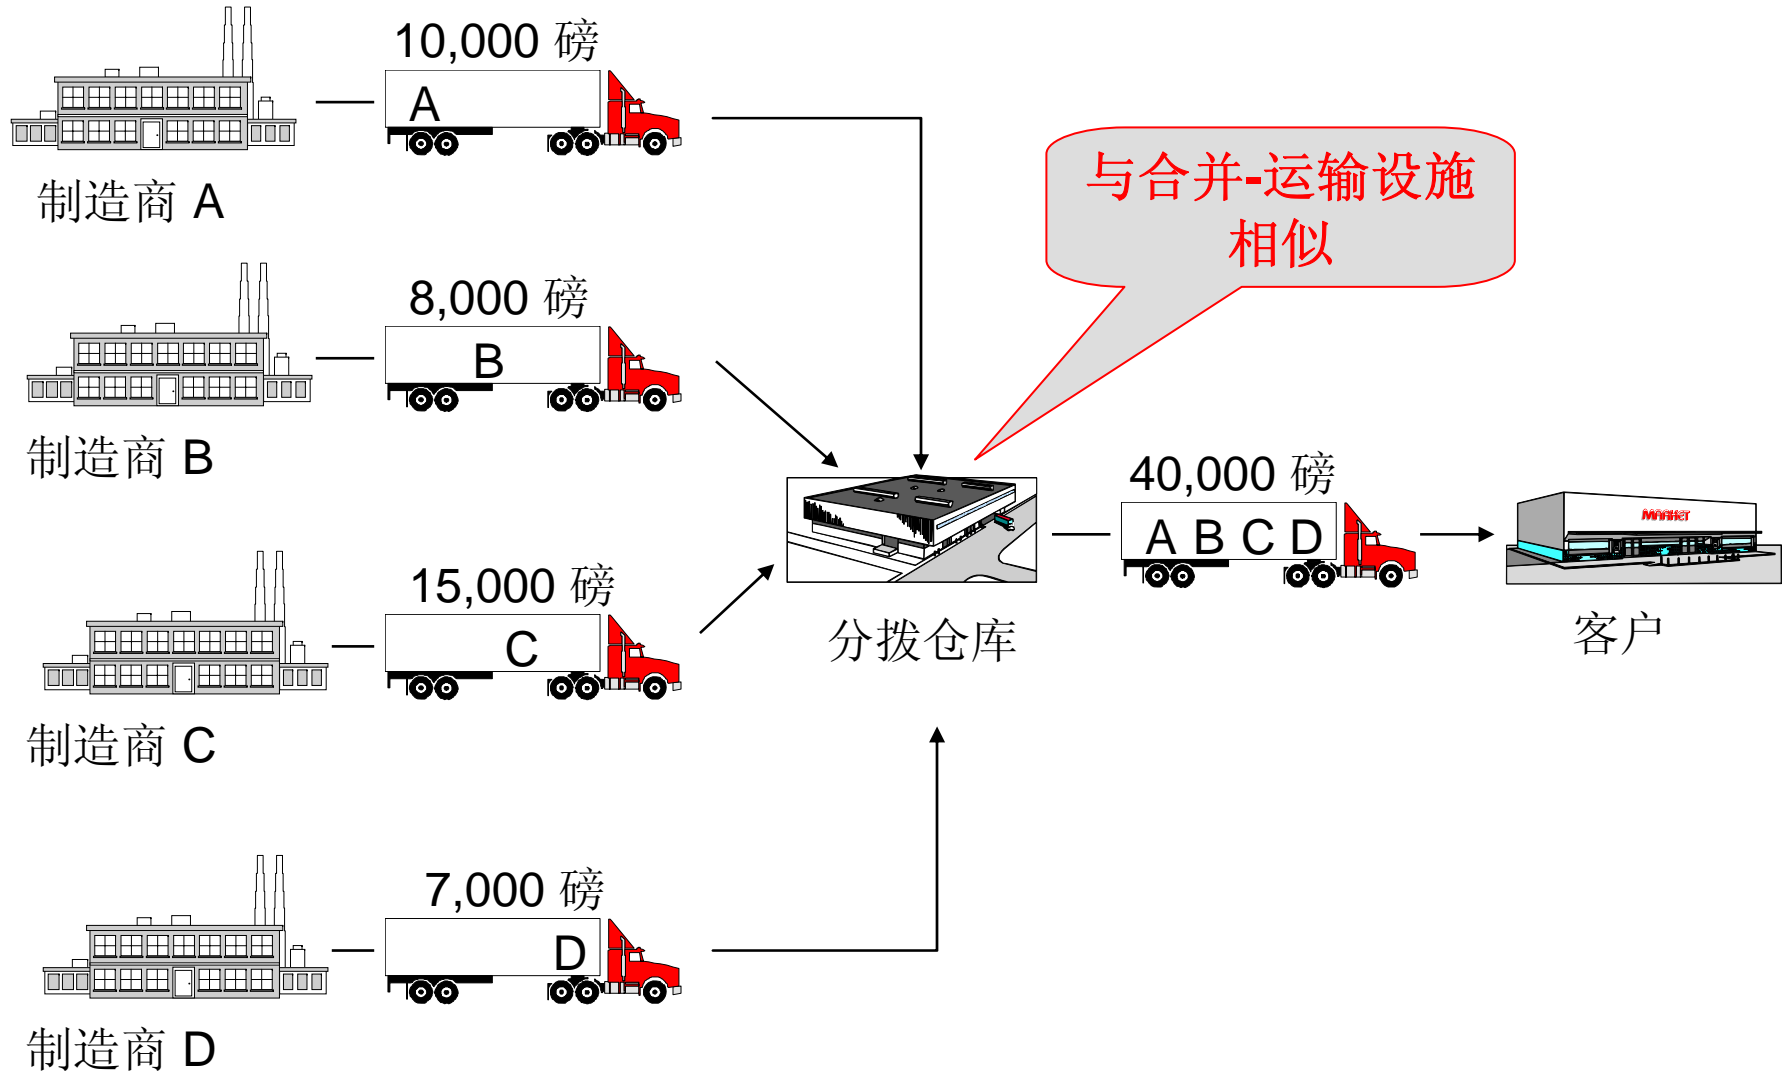 10,000 磅
A
制造商 A
与合并-运输设施
相似
8,000 磅
B
制造商 B
40,000 磅
A B C D
MARKET
15,000 磅
C
分拨仓库
客户
制造商 C
7,000 磅
D
制造商 D